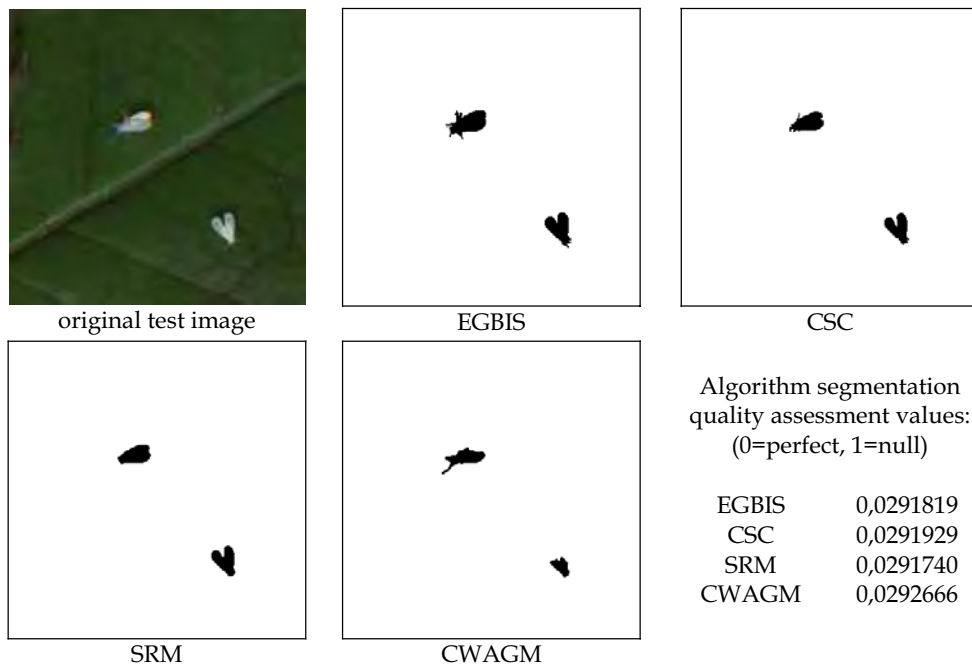 original test image
EGBIS
CSC
SRM
CWAGM
Algorithm segmentation
quality assessment values:
(0=perfect, 1=null)
EGBIS 0,0291819
CSC 0,0291929
SRM 0,0291740
CWAGM 0,0292666